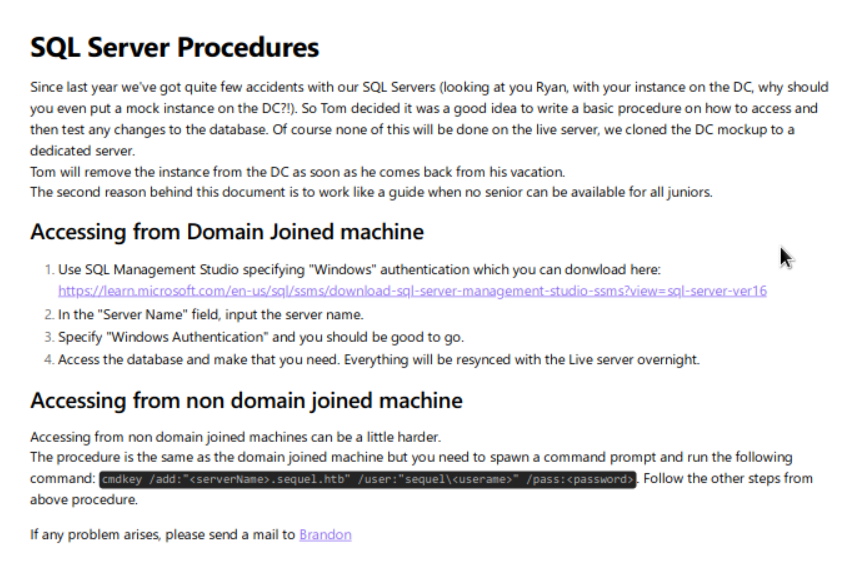 SQL Server Procedures
Since last year we've got quite few accidents with our SQL Servers (looking at you Ryan, with your instance on the DC, why should
you even put a mock instance on the DC?!). So Tom decided it was a good idea to write a basic procedure on how to access and
then test any changes to the database. Of course none of this will be done on the live server, we cloned the DC mockup to a
dedicated server.
Tom will remove the instance from the DC as soon as he comes back from his vacation.
The second reason behind this document is to work like a guide when no senior can be available for all juniors.
Accessing from Domain Joined machine
1. Use SQL Management Studio specifying "Windows" authentication which you can donwload here:
https://learn.microsoft.com/en-us/sql/ssms/download-sql-server-management-studio-ssms?view=sql-server-ver16
2. In the "Server Name" field, input the server name.
3. Specify "Windows Authentication" and you should be good to go.
4. Access the database and make that you need. Everything will be resynced with the Live server overnight.
Accessing from non domain joined machine
Accessing from non domain joined machines can be a little harder.
The procedure is the same as the domain joined machine but you need to spawn a command prompt and run the following
command: cmdkey /add:"<serverName>.sequel.htb" /user:"sequel\<userame>" /pass:<password>. Follow the other steps from
above procedure.
If any problem arises, please send a mail to Brandon